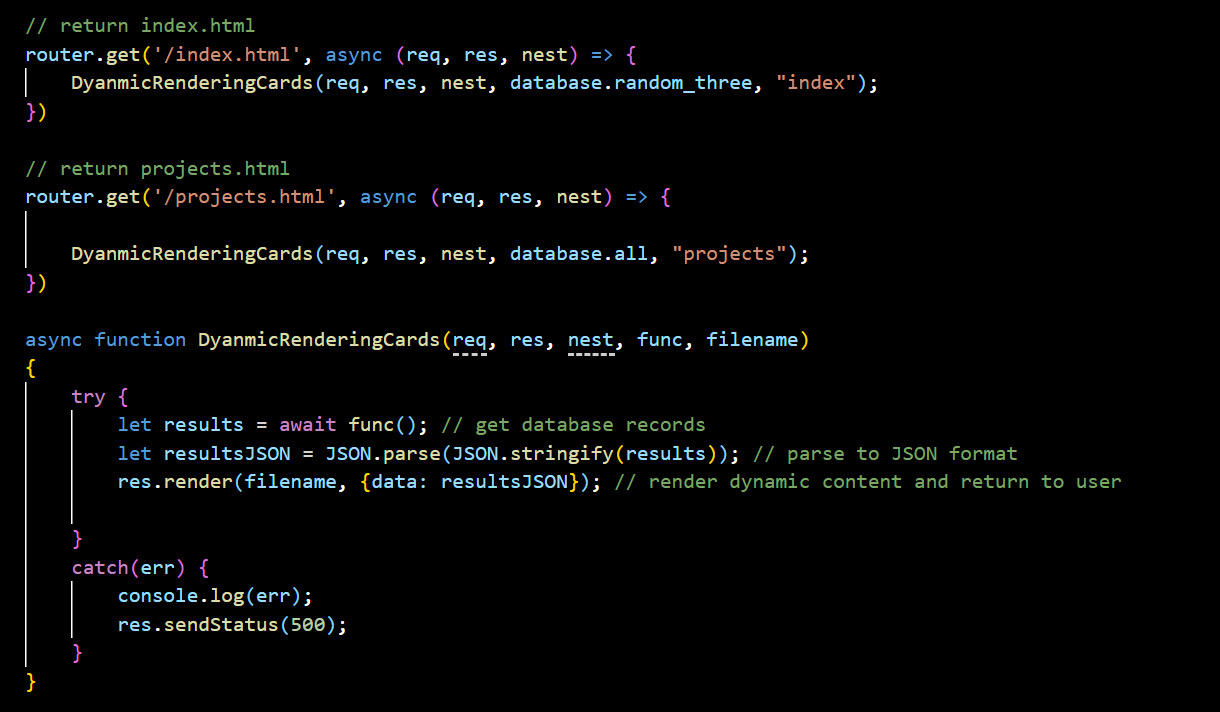 // return index.html
router.get('/index.html', async (req, res, nest) => {
DyanmicRenderingCards(req, res, nest, database.random_three, "index");
})
// return projects.html
router.get('/projects.html', async (req, res, nest) => {
DyanmicRenderingCards(req, res, nest, database.all, "projects");
})
async function DyanmicRenderingCards(req, res, nest, func, filename)
{
try {
let results = await func(); // get database records
let resultsJSON = JSON.parse(JSON.stringify(results)); // parse to JSON format
res.render(filename, {data: resultsJSON}); // render dynamic content and return to user
}
catch(err) {
console.log(err);
res.sendStatus(500);
}
}